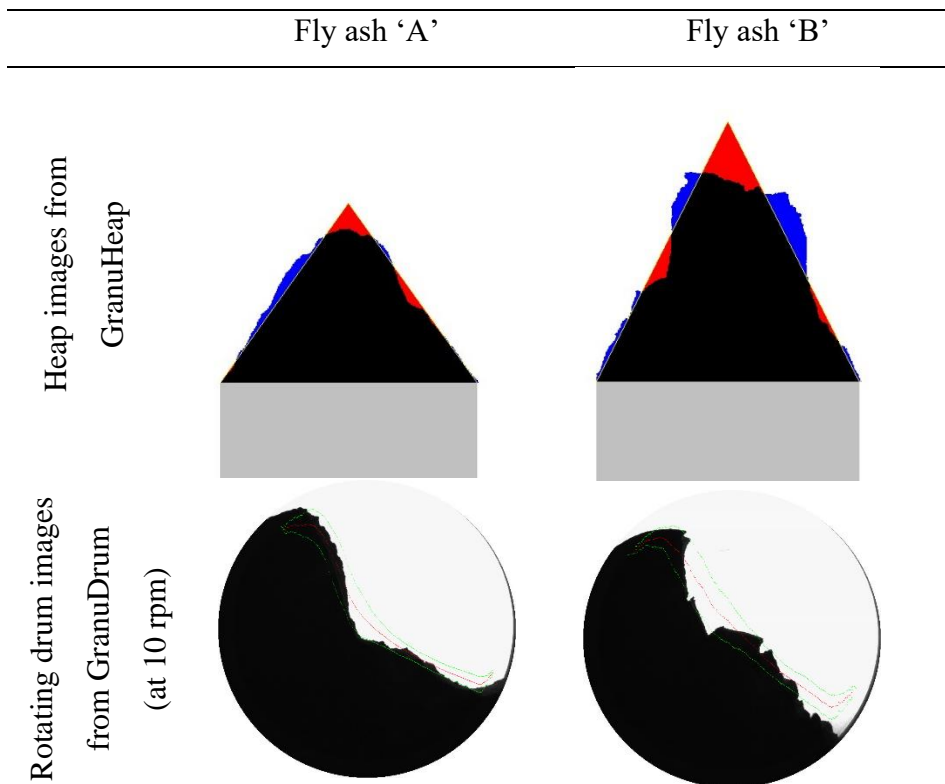 Fly ash ‘A’
Fly ash ‘B’
Heap images from
GranuHeap
Rotating drum images
from GranuDrum
(at 10 rpm)